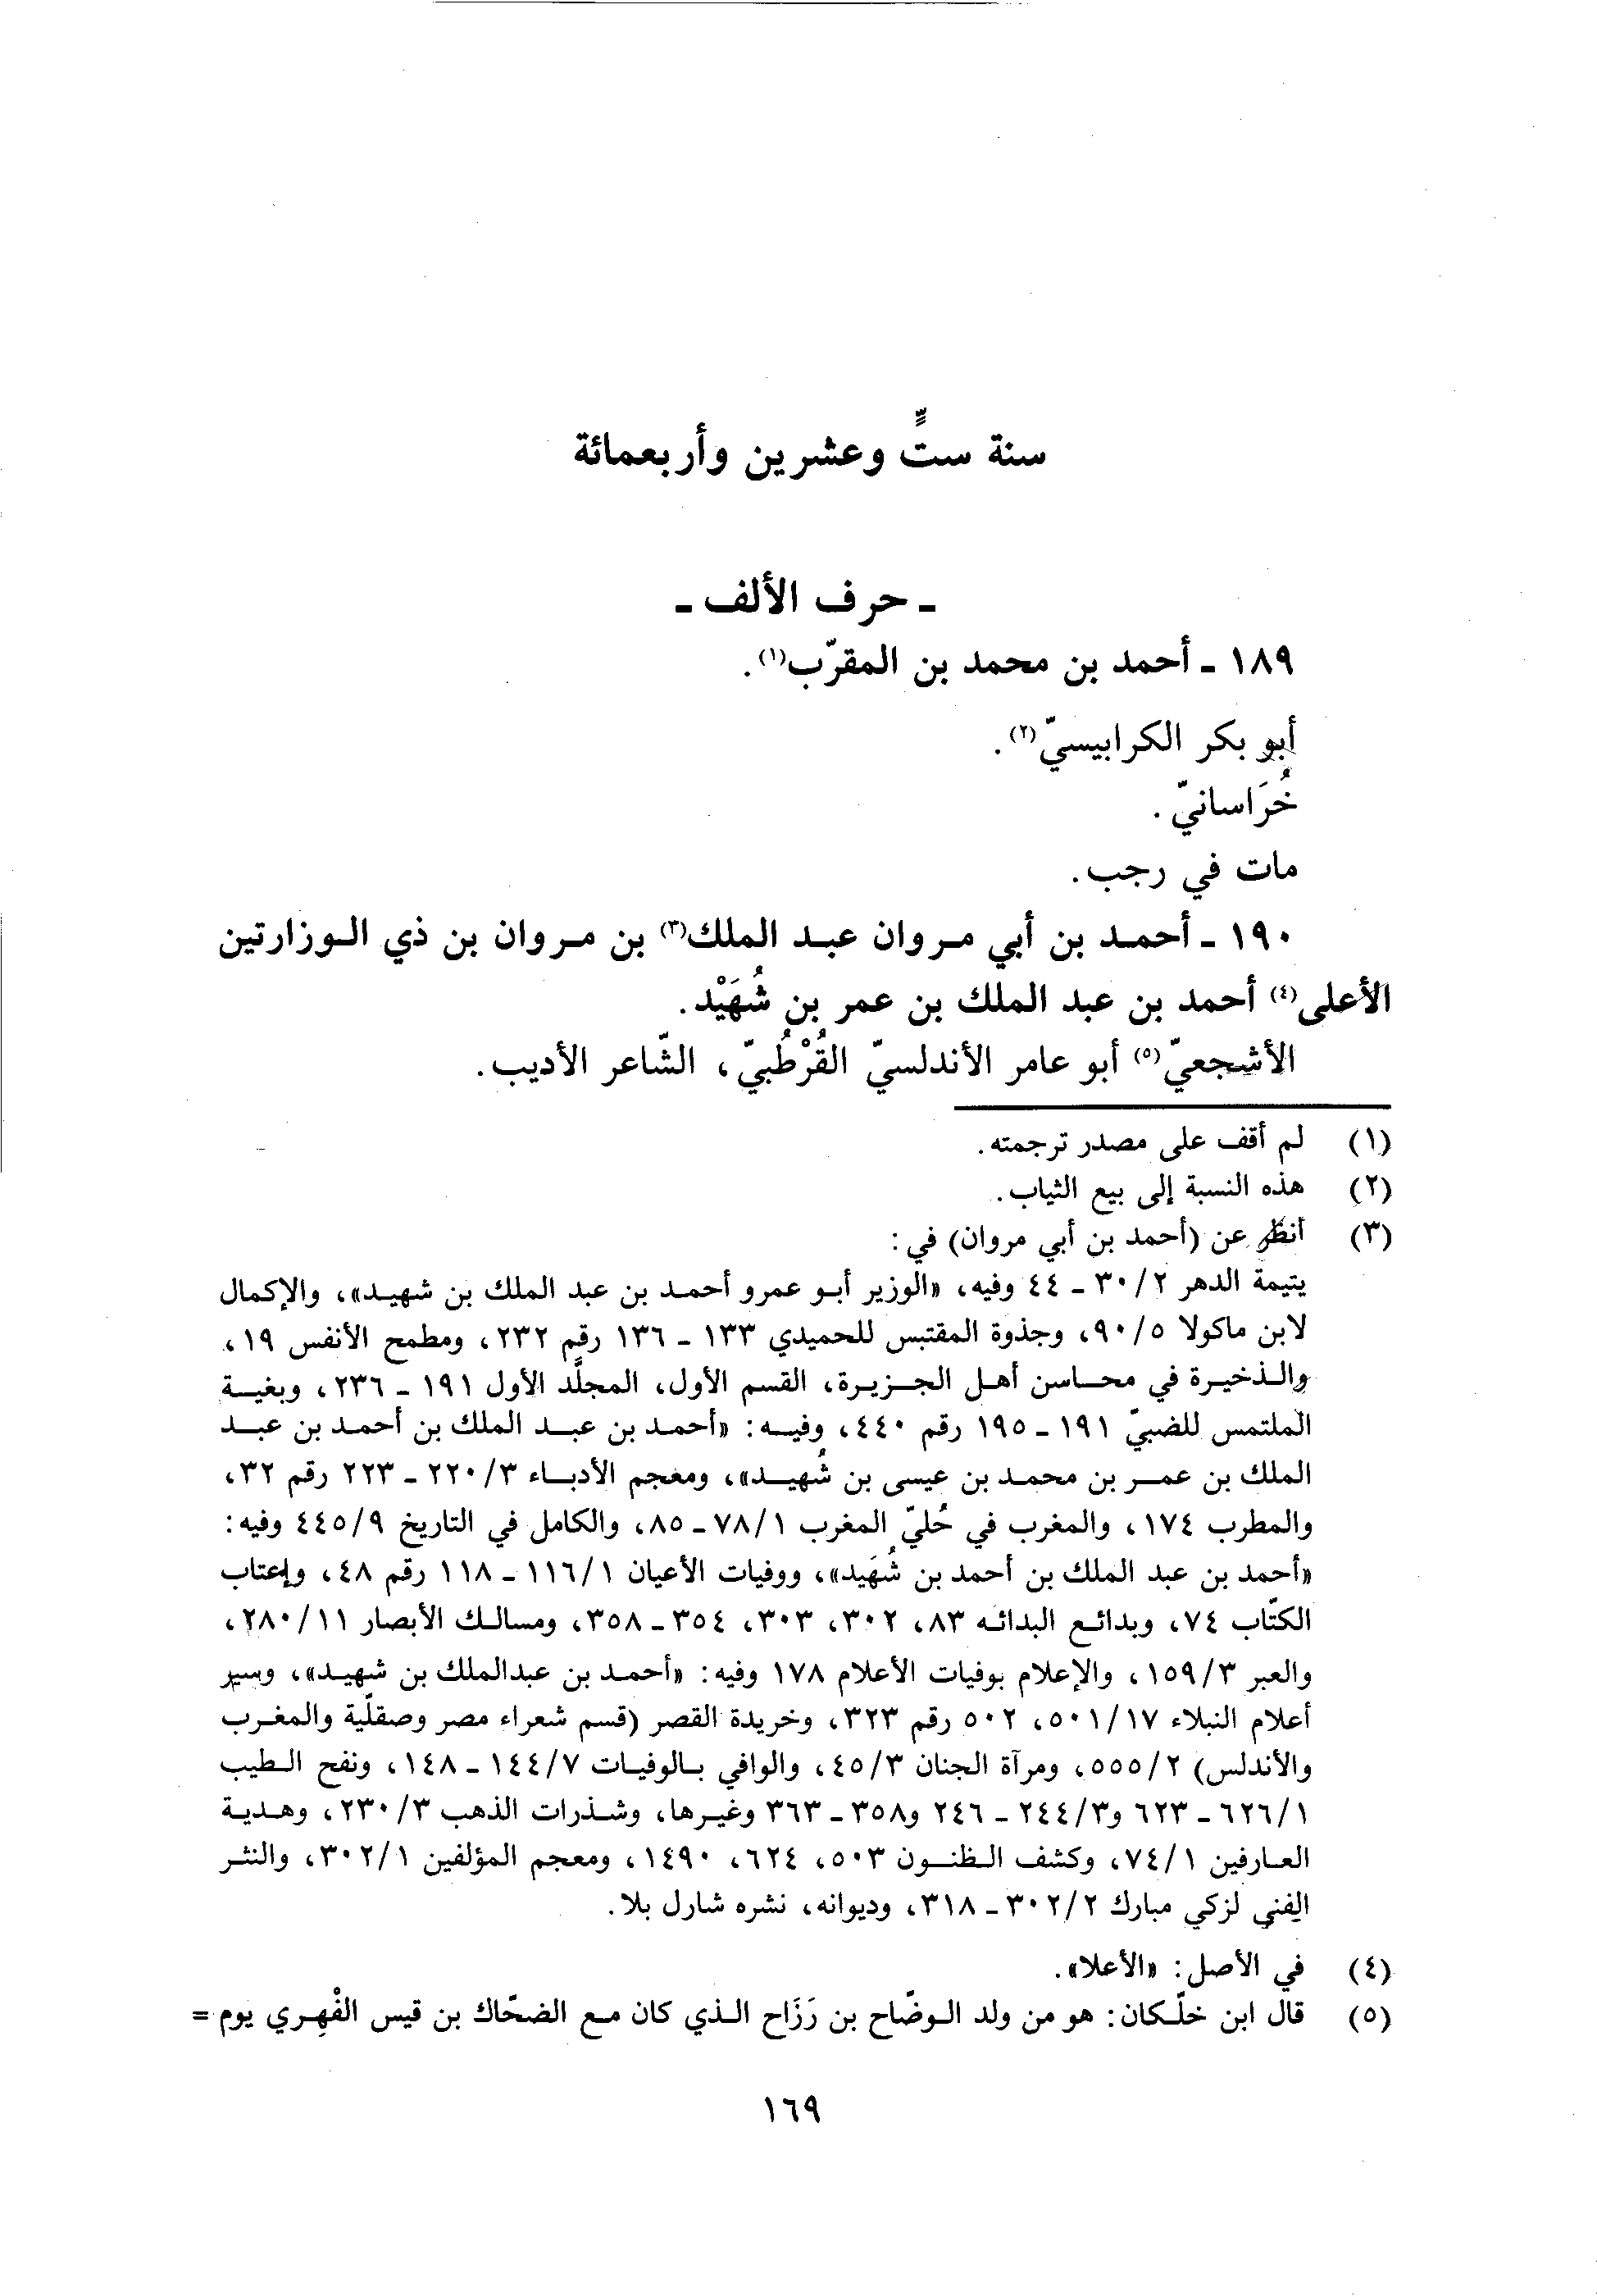 سنة ستٍّ وعشرين وأربعمائة
ـ حرف الألف ـ
١٨٩ ـ أحمد بن محمد بن المقرّب(١).
أبو بكر الكرابيسيّ(٢).
خُرَاسانيّ.
مات في رجب.
١٩٠ ـ أحمد بن أبي مروان عبد الملك(٣) بن مروان بن ذي الوزارتين
الأعلى(٤) أحمد بن عبد الملك بن عمر بن شُهَيْد.
الأشجعيّ(٥) أبو عامر الأندلسيّ القُرْطُبيّ، الشّاعر الأديب.
(١) لم أقف على مصدر ترجمته.
(٢) هذه النسبة إلى بيع الثياب.
(٣) أنظر عن (أحمد بن أبي مروان) في:
يتيمة الدهر ٣٠/٢ ـ ٤٤ وفيه، «الوزير أبو عمرو أحمد بن عبد الملك بن شهيد»، والإكمال
لابن ماكولا ٩٠/٥، وجذوة المقتبس للحميدي ١٣٣ ـ ١٣٦ رقم ٢٣٢، ومطمح الأنفس ١٩،
والذخيرة في محاسن أهل الجزيرة، القسم الأول، المجلّد الأول ١٩١ ـ ٢٣٦، وبغية
الملتمس للضبيّ ١٩١ ـ ١٩٥ رقم ٤٤٠، وفيه: «أحمد بن عبد الملك بن أحمد بن عبد
الملك بن عمر بن محمد بن عيسى بن شُهيد»، ومعجم الأدباء ٢٢٠/٣ ـ ٢٢٣ رقم ٣٢،
والمطرب ١٧٤، والمغرب في حُليّ المغرب ٧٨/١ ـ ٨٥، والكامل في التاريخ ٤٤٥/٩ وفيه:
«أحمد بن عبد الملك بن أحمد بن شُهَيد»، ووفيات الأعيان ١١٦/١ ـ ١١٨ رقم ٤٨، وإعتاب
الكتّاب ٧٤، وبدائع البدائه ٨٣، ٣٠٢، ٣٠٣، ٣٥٤ ـ ٣٥٨، ومسالك الأبصار ٢٨٠/١١،
والعبر ١٥٩/٣، والإعلام بوفيات الأعلام ١٧٨ وفيه: «أحمد بن عبدالملك بن شهيد»، وسير
أعلام النبلاء ٥٠١/١٧، ٥٠٢ رقم ٣٢٣، وخريدة القصر (قسم شعراء مصر وصقلّية والمغرب
والأندلس) ٥٥٥/٢، ومرآة الجنان ٤٥/٣، والوافي بالوفيات ١٤٤/٧ ـ ١٤٨، ونفح الطيب
٦٢٦/١ ـ ٦٢٣ و٢٤٤/٣ ـ ٢٤٦ و٣٥٨ ـ ٣٦٣ وغيرها، وشذرات الذهب ٢٣٠/٣، وهدية
العارفين ٧٤/١، وكشف الظنون ٥٠٣، ٦٢٤، ١٤٩٠، ومعجم المؤلفين ٣٠٢/١، والنثر
الفني لزكي مبارك ٣٠٢/٢ ـ ٣١٨، وديوانه، نشره شارل بلا.
(٤) في الأصل: «الأعلا».
(٥) قال ابن خلّكان: هو من ولد الوضّاح بن رَزَاح الذي كان مع الضحّاك بن قيس الفْهِري يوم =
١٦٩